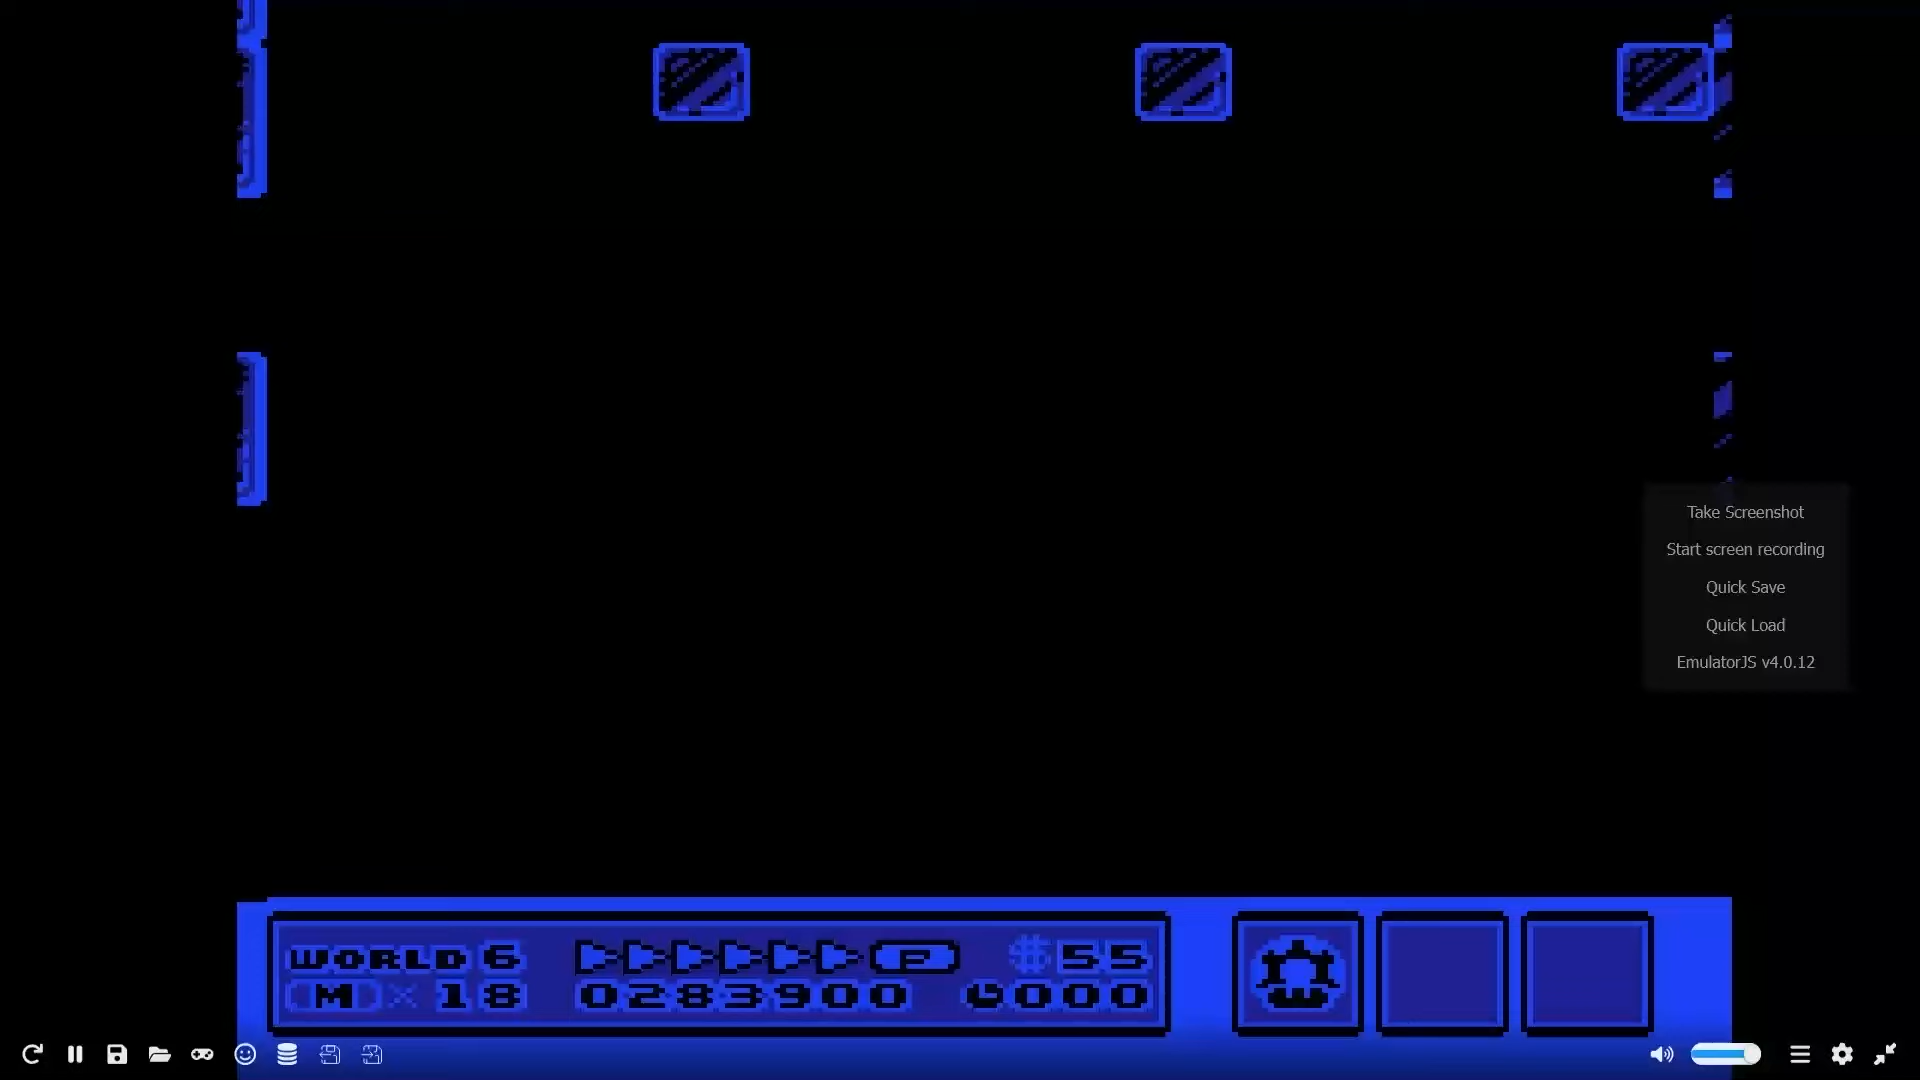 Take Screenshot
Start screen recording
Quick Save
Quick Load
EmulatorJS v4.0.12
WORLD 6 P #55
M × 18 0283900 000